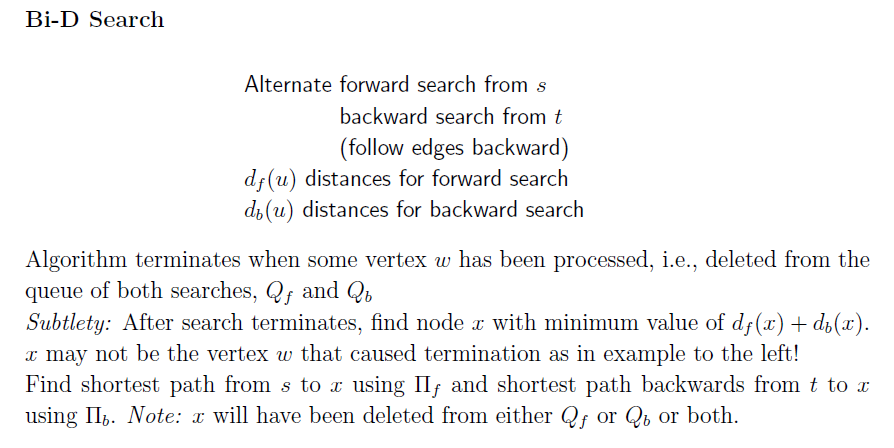 Bi-D Search
Alternate forward search from s
backward search from t
(follow edges backward)
d_f(u) distances for forward search
d_b(u) distances for backward search
Algorithm terminates when some vertex w has been processed, i.e., deleted from the
queue of both searches, Q_f and Q_b
Subtlety: After search terminates, find node x with minimum value of d_f(x) + d_b(x).
x may not be the vertex w that caused termination as in example to the left!
Find shortest path from s to x using Π_f and shortest path backwards from t to x
using Π_b. Note: x will have been deleted from either Q_f or Q_b or both.